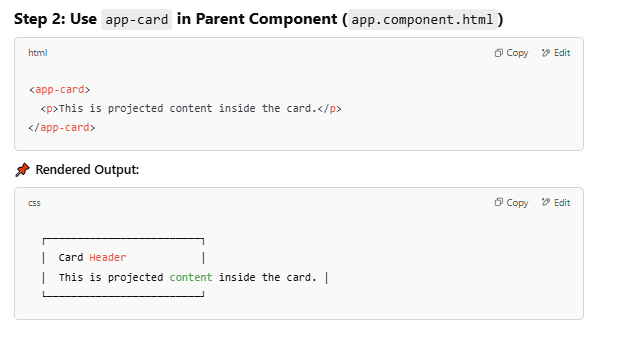 Step 2: Use app-card in Parent Component (app.component.html)
html
Copy
Edit
<app-card>
  <p>This is projected content inside the card.</p>
</app-card>
📌 Rendered Output:
css
Copy
Edit
┌─────────────────────────┐
|  Card Header            |
|  This is projected content inside the card. |
└─────────────────────────┘